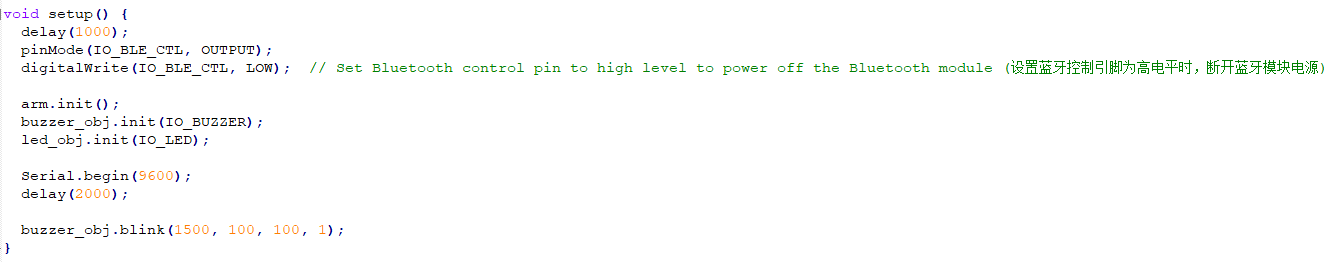 void setup() {
  delay(1000);
  pinMode(IO_BLE_CTL, OUTPUT);
  digitalWrite(IO_BLE_CTL, LOW);  // Set Bluetooth control pin to high level to power off the Bluetooth module (设置蓝牙控制引脚为高电平时，断开蓝牙模块电源)
  arm.init();
  buzzer_obj.init(IO_BUZZER);
  led_obj.init(IO_LED);
  Serial.begin(9600);
  delay(2000);
  buzzer_obj.blink(1500, 100, 100, 1);
}